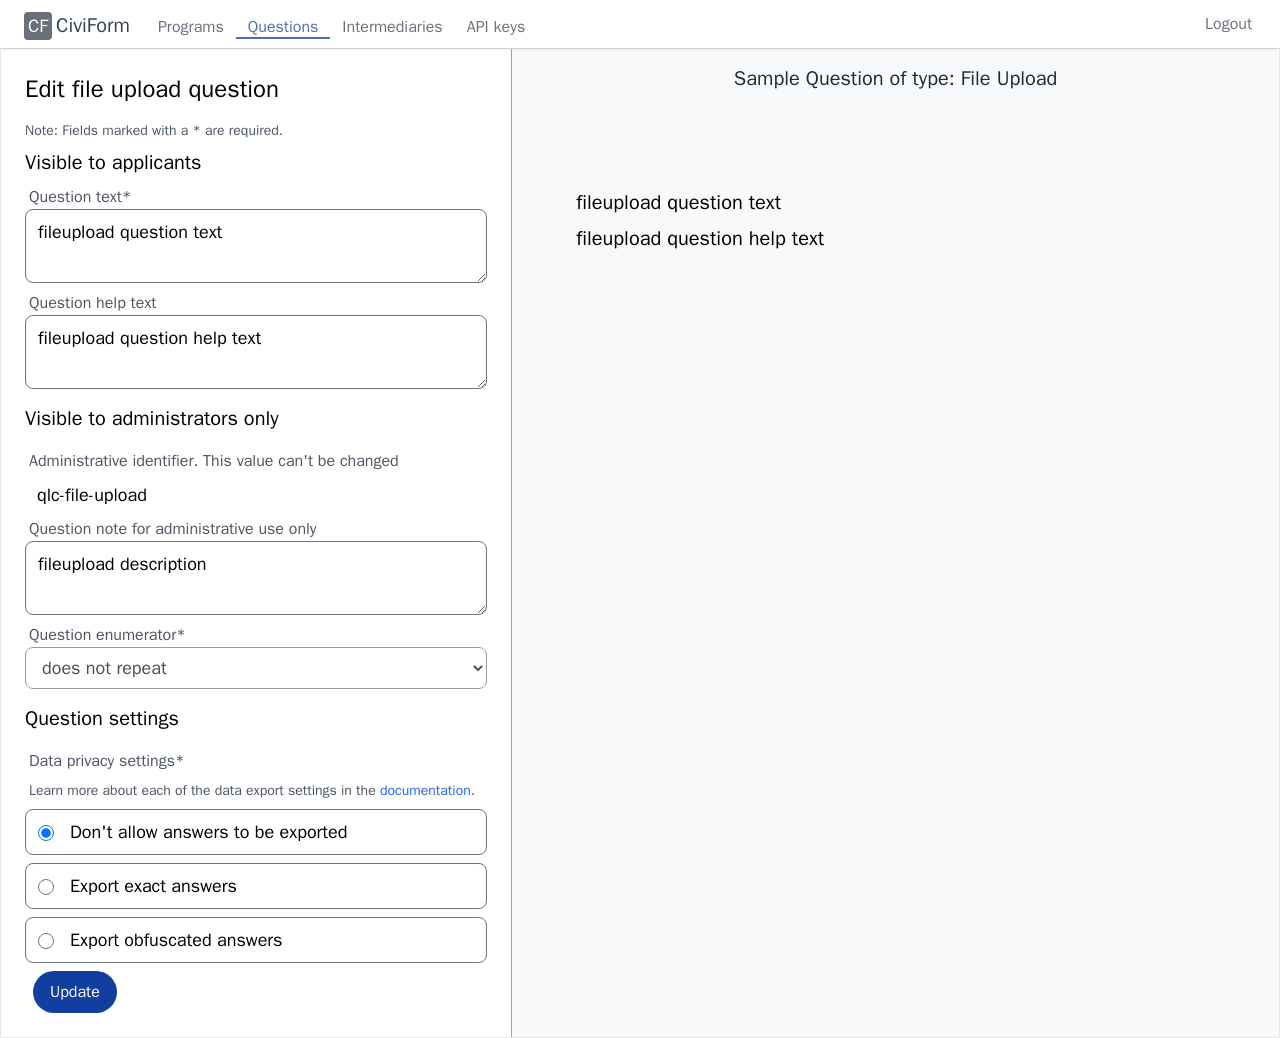 CF CiviForm Programs Questions Intermediaries API keys Logout
Edit file upload question
Note: Fields marked with a * are required.
Visible to applicants
Question text*
fileupload question text
Question help text
fileupload question help text
Visible to administrators only
Administrative identifier. This value can't be changed
qlc-file-upload
Question note for administrative use only
fileupload description
Question enumerator*
does not repeat
Question settings
Data privacy settings*
Learn more about each of the data export settings in the documentation.
Don't allow answers to be exported
Export exact answers
Export obfuscated answers
Update
Sample Question of type: File Upload
fileupload question text
fileupload question help text